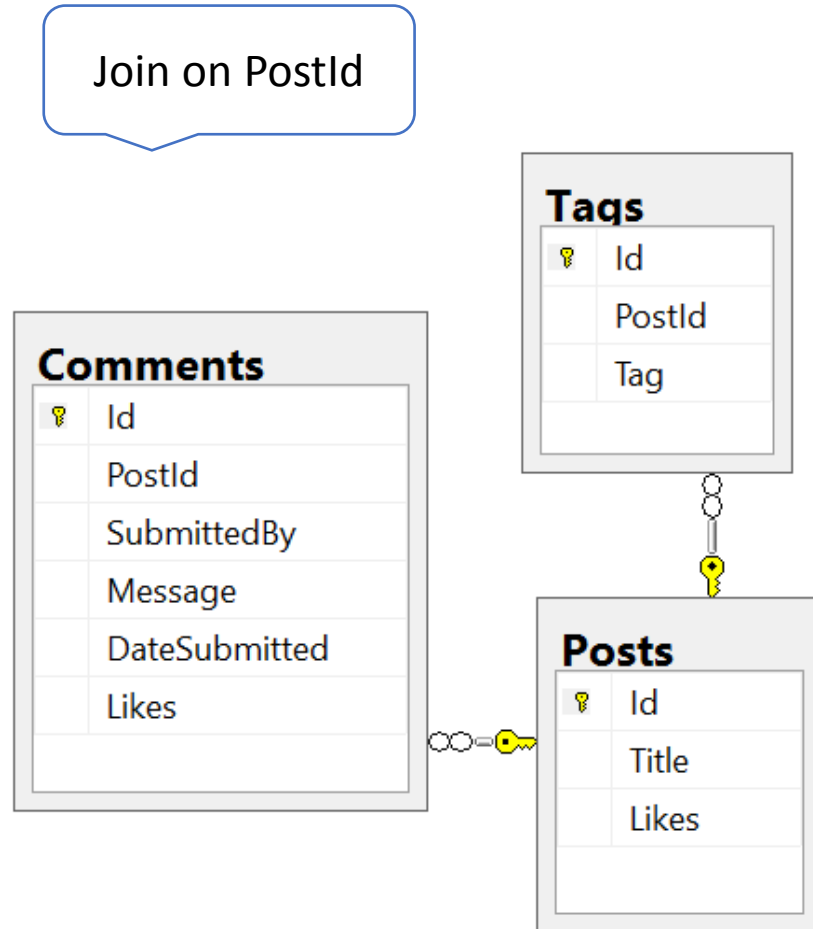 Join on PostId
Tags
Id
PostId
Tag
Comments
Id
PostId
SubmittedBy
Message
DateSubmitted
Likes
Posts
Id
Title
Likes